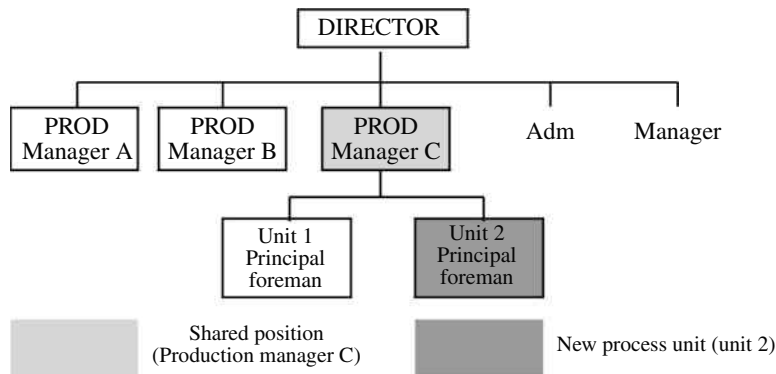 DIRECTOR
PROD
Manager A
PROD
Manager B
PROD
Manager C
Adm
Manager
Unit 1
Principal
foreman
Unit 2
Principal
foreman
Shared position
(Production manager C)
New process unit (unit 2)